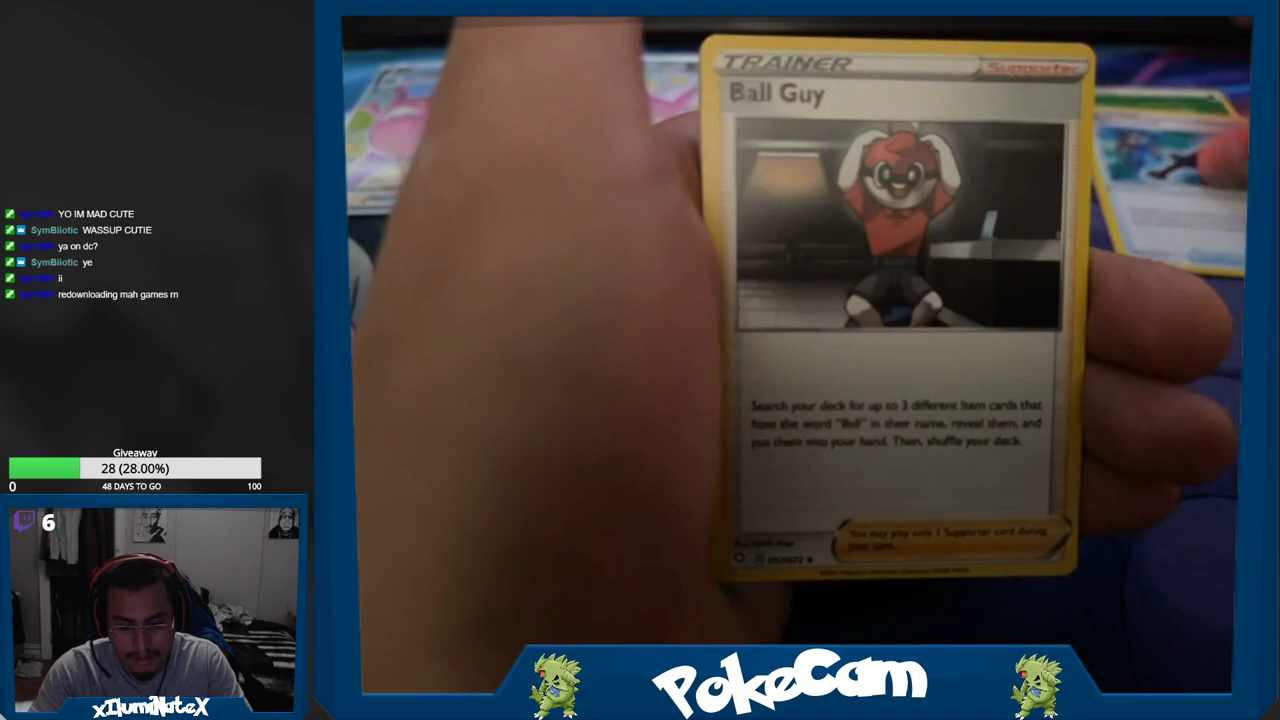 YO IM MAD CUTE
SymBiiotic WASSUP CUTIE
ya on dc?
SymBiiotic ye
ii
redownloading mah games rn
Giveaway
28 (28.00%)
0 48 DAYS TO GO 100
6
xIlumiNateX
TRAINER Supporter
Ball Guy
Search your deck for up to 3 different Item cards that
have the word "Ball" in their name, reveal them, and
put them into your hand. Then, shuffle your deck.
You may play only 1 Supporter card during
your turn.
PokeCam